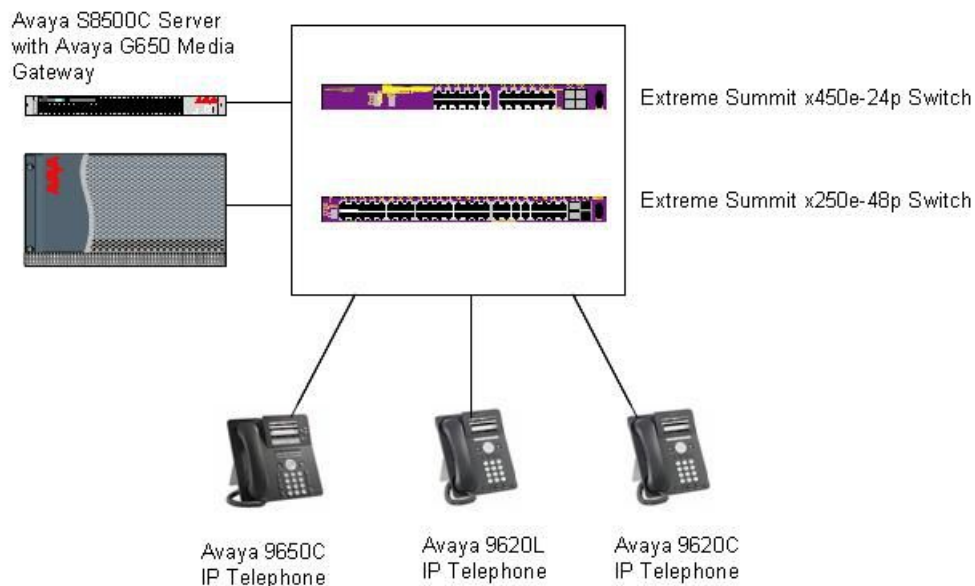 Avaya S8500C Server
with Avaya G650 Media
Gateway
Extreme Summit x450e-24p Switch
Extreme Summit x250e-48p Switch
Avaya 9650C
IP Telephone
Avaya 9620L
IP Telephone
Avaya 9620C
IP Telephone